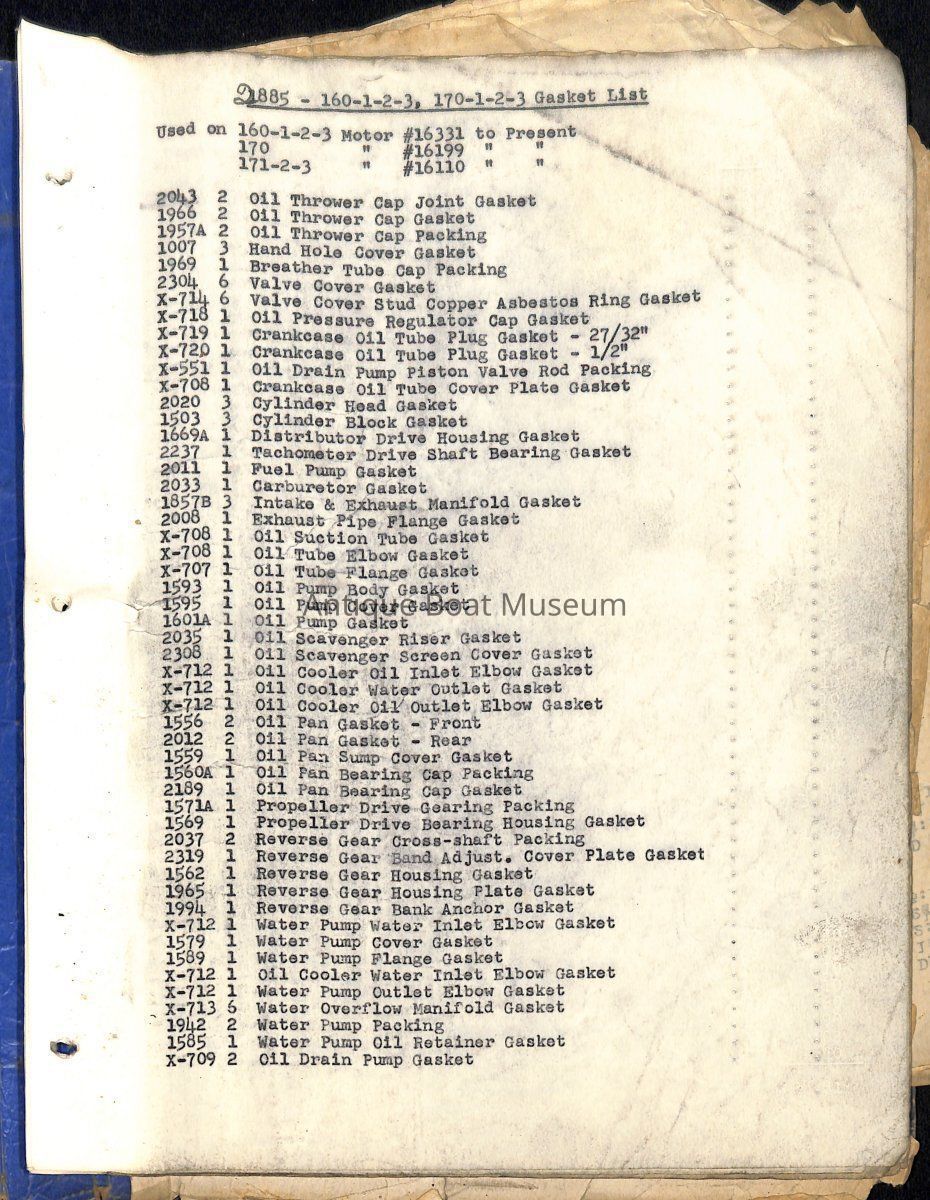 D1885 - 160-1-2-3, 170-1-2-3 Gasket List
Used on 160-1-2-3 Motor #16331 to Present
170 " #16199 " "
171-2-3 " #16110 " "
2043 2 Oil Thrower Cap Joint Gasket
1966 2 Oil Thrower Cap Gasket
1957A 2 Oil Thrower Cap Packing
1007 3 Hand Hole Cover Gasket
1969 1 Breather Tube Cap Packing
2304 6 Valve Cover Gasket
X-714 6 Valve Cover Stud Copper Asbestos Ring Gasket
X-718 1 Oil Pressure Regulator Cap Gasket
X-719 1 Crankcase Oil Tube Plug Gasket - 27/32"
X-720 1 Crankcase Oil Tube Plug Gasket - 1/2"
X-551 1 Oil Drain Pump Piston Valve Rod Packing
X-708 1 Crankcase Oil Tube Cover Plate Gasket
2020 3 Cylinder Head Gasket
1503 3 Cylinder Block Gasket
1669A 1 Distributor Drive Housing Gasket
2237 1 Tachometer Drive Shaft Bearing Gasket
2011 1 Fuel Pump Gasket
2033 1 Carburetor Gasket
1857B 3 Intake & Exhaust Manifold Gasket
2008 1 Exhaust Pipe Flange Gasket
X-708 1 Oil Suction Tube Gasket
X-708 1 Oil Tube Elbow Gasket
X-707 1 Oil Tube Flange Gasket
1593 1 Oil Pump Body Gasket
1595 1 Oil Pump Cover Gasket
Antique Boat Museum
1601A 1 Oil Pump Gasket
2035 1 Oil Scavenger Riser Gasket
2308 1 Oil Scavenger Screen Cover Gasket
X-712 1 Oil Cooler Oil Inlet Elbow Gasket
X-712 1 Oil Cooler Water Outlet Gasket
X-712 1 Oil Cooler Oil Outlet Elbow Gasket
1556 2 Oil Pan Gasket - Front
2012 2 Oil Pan Gasket - Rear
1559 1 Oil Pan Sump Cover Gasket
1560A 1 Oil Pan Bearing Cap Packing
2189 1 Oil Pan Bearing Cap Gasket
1571A 1 Propeller Drive Gearing Packing
1569 1 Propeller Drive Bearing Housing Gasket
2037 2 Reverse Gear Cross-shaft Packing
2319 1 Reverse Gear Band Adjust. Cover Plate Gasket
1562 1 Reverse Gear Housing Gasket
1965 1 Reverse Gear Housing Plate Gasket
1994 1 Reverse Gear Bank Anchor Gasket
X-712 1 Water Pump Water Inlet Elbow Gasket
1579 1 Water Pump Cover Gasket
1589 1 Water Pump Flange Gasket
X-712 1 Oil Cooler Water Inlet Elbow Gasket
X-712 1 Water Pump Outlet Elbow Gasket
X-713 6 Water Overflow Manifold Gasket
1942 2 Water Pump Packing
1585 1 Water Pump Oil Retainer Gasket
X-709 2 Oil Drain Pump Gasket